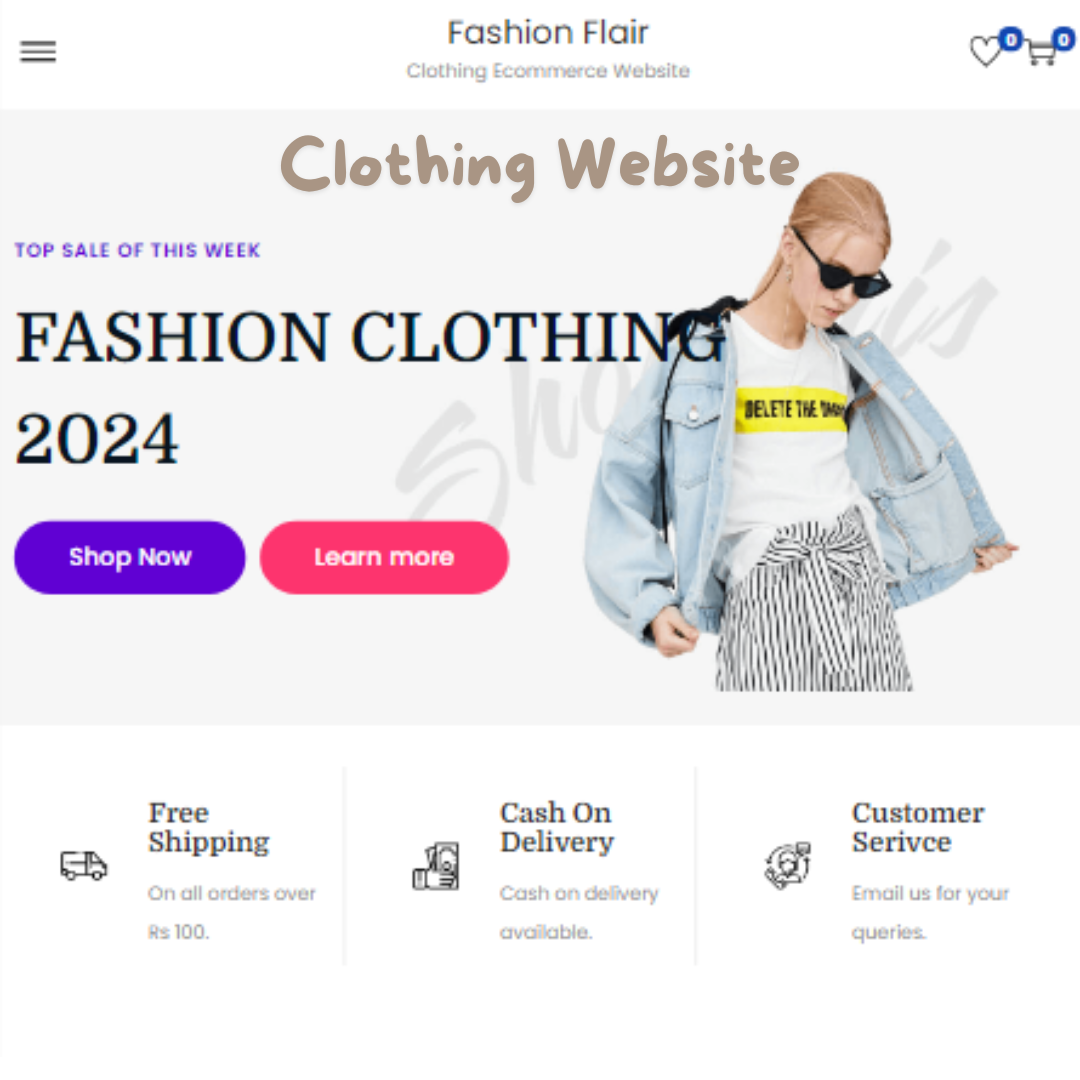 Fashion Flair
Clothing Ecommerce Website
0
0
Clothing Website
TOP SALE OF THIS WEEK
FASHION CLOTHING
2024
DELETE THE
Shop Now
Learn more
Free
Shipping
On all orders over
Rs 100.
Cash On
Delivery
Cash on delivery
available.
Customer
Serivce
Email us for your
queries.